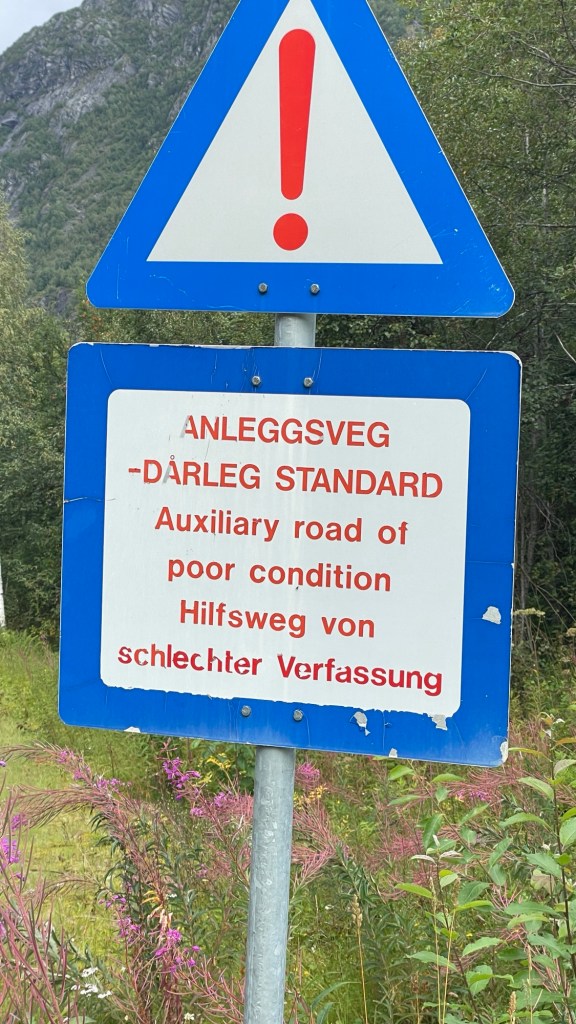 ANLEGGSVEG
-DÅRLEG STANDARD
Auxiliary road of
poor condition
Hilfsweg von
schlechter Verfassung